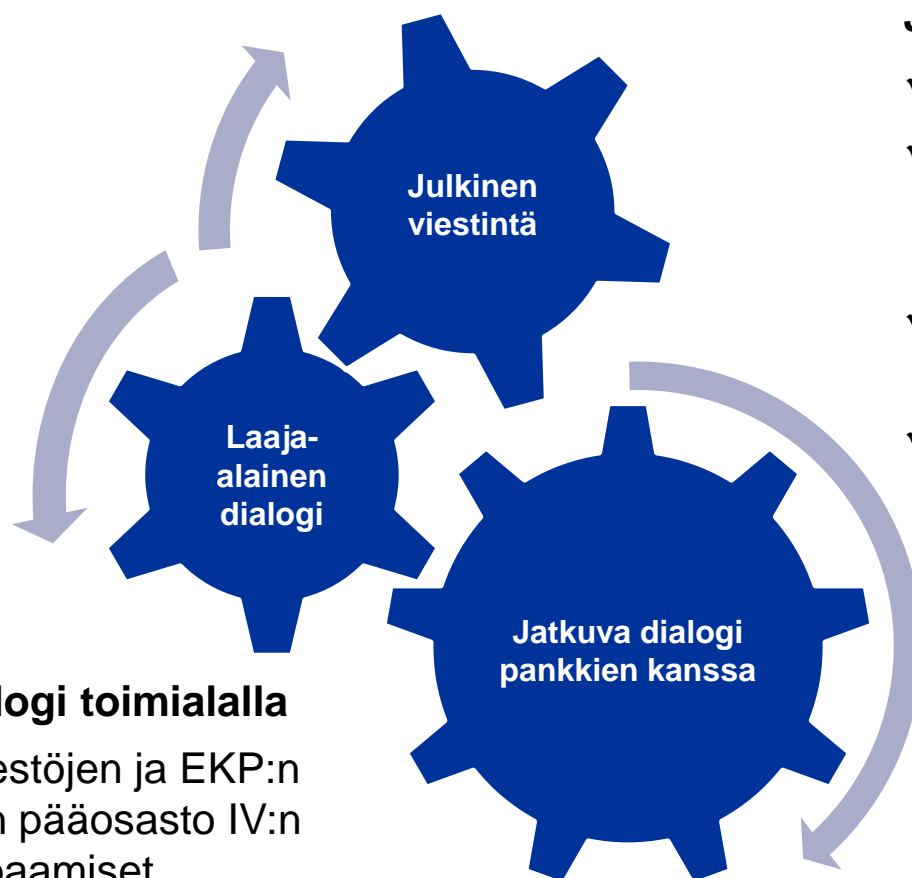 Julkinen
viestintä
Laaja-
alainen
dialogi
Jatkuva dialogi
pankkien kanssa
logi toimialalla
estöjen ja EKP:n
n pääosasto IV:n